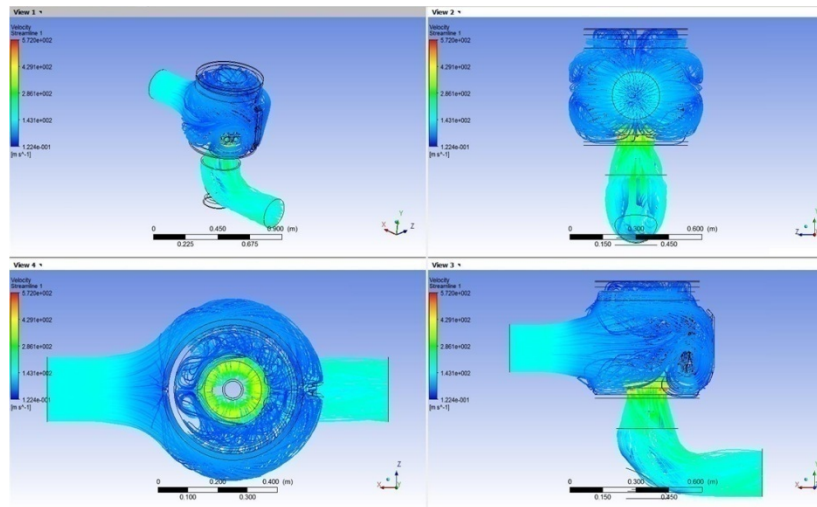 View 1
Velocity
Streamline 1
5.720e+002
4.291e+002
2.861e+002
1.431e+002
1.224e-001
[m s^-1]
0 0.450 0.900 (m)
0.225 0.675
Y
X Z
View 2
Velocity
Streamline 1
5.720e+002
4.291e+002
2.861e+002
1.431e+002
1.224e-001
[m s^-1]
0 0.300 0.600 (m)
0.150 0.450
Y
Z
View 4
Velocity
Streamline 1
5.720e+002
4.291e+002
2.861e+002
1.431e+002
1.224e-001
[m s^-1]
0 0.200 0.400 (m)
0.100 0.300
Z
X
View 3
Velocity
Streamline 1
5.720e+002
4.291e+002
2.861e+002
1.431e+002
1.224e-001
[m s^-1]
0 0.300 0.600 (m)
0.150 0.450
Y
X